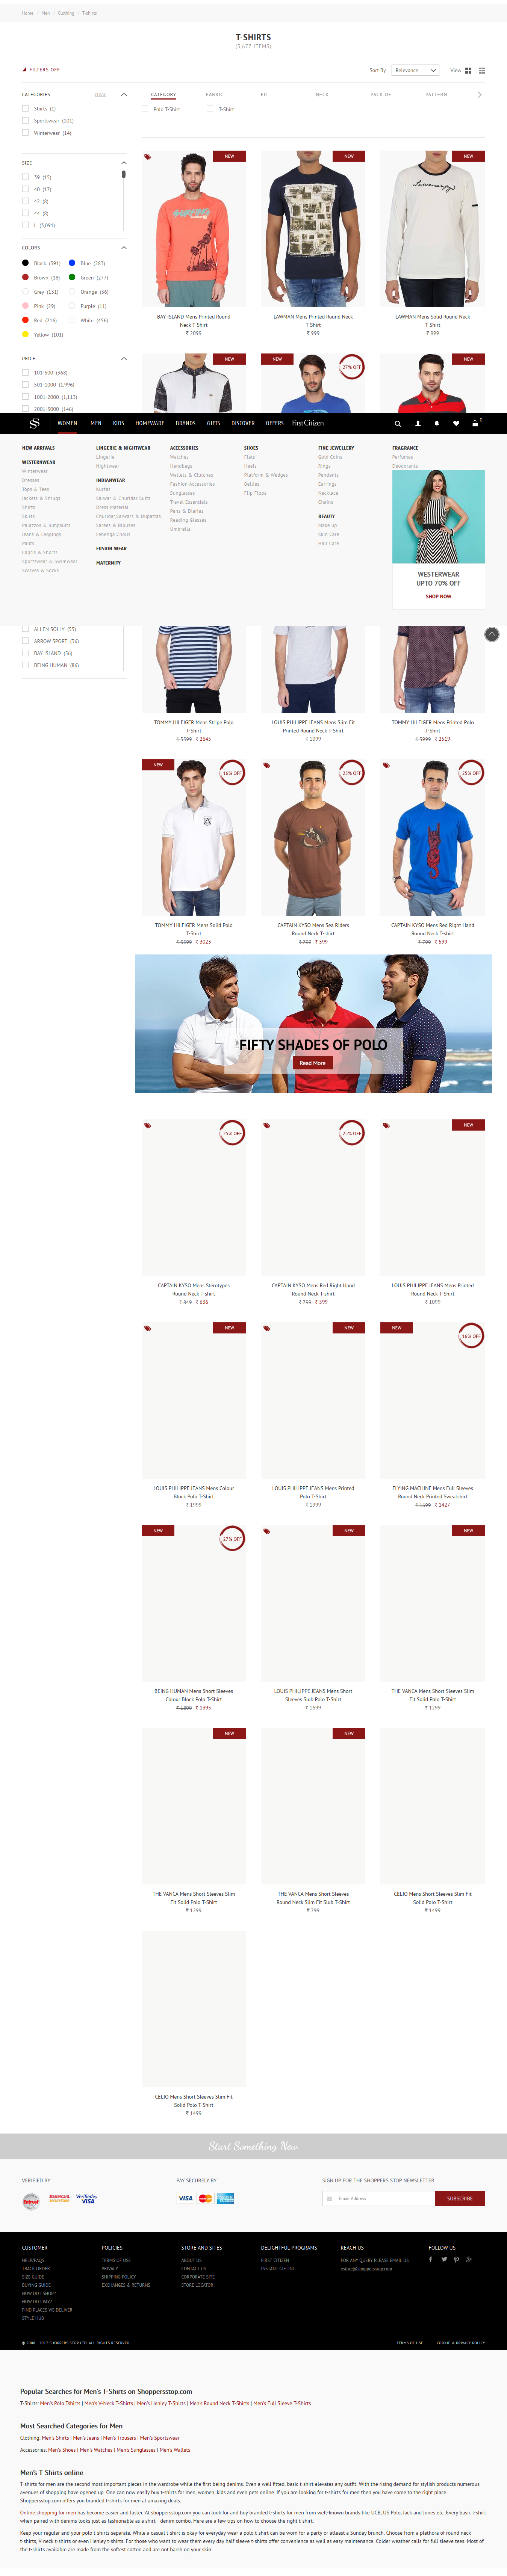 Home / Men / Clothing / T-shirts
T-SHIRTS
(3,677 ITEMS)
FILTERS OFF
Sort By Relevance View
CATEGORIES clear
Shirts (1)
Sportswear (101)
Winterwear (14)
CATEGORY FABRIC FIT NECK PACK OF PATTERN
Polo T Shirt T-Shirt
SIZE
39 (15)
40 (17)
42 (8)
44 (8)
L (3,091)
COLORS
Black (391) Blue (283)
Brown (18) Green (277)
Grey (131) Orange (36)
Pink (29) Purple (11)
Red (216) White (456)
Yellow (101)
PRICE
101-500 (568)
501-1000 (1,996)
1001-2000 (1,113)
2001-3000 (146)
NEW NEW NEW
BAY ISLAND Mens Printed Round
Neck T-Shirt
₹ 2099
LAWMAN Mens Printed Round Neck
T-Shirt
₹ 999
LAWMAN Mens Solid Round Neck
T-Shirt
₹ 999
NEW NEW 27% OFF NEW
WOMEN MEN KIDS HOMEWARE BRANDS GIFTS DISCOVER OFFERS First Citizen 0
NEW ARRIVALS
WESTERNWEAR
Winterwear
Dresses
Tops & Tees
Jackets & Shrugs
Shirts
Skirts
Palazzos & Jumpsuits
Jeans & Leggings
Pants
Capris & Shorts
Sportswear & Swimwear
Scarves & Socks
LINGERIE & NIGHTWEAR
Lingerie
Nightwear
INDIANWEAR
Kurtas
Salwar & Churidar Suits
Dress Material
Churidar,Salwars & Dupattas
Sarees & Blouses
Lehenga Cholis
FUSION WEAR
MATERNITY
ACCESSORIES
Watches
Handbags
Wallets & Clutches
Fashion Accessories
Sunglasses
Travel Essentials
Pens & Diaries
Reading Glasses
Umbrella
SHOES
Flats
Heels
Platform & Wedges
Bellies
Flip Flops
FINE JEWELLERY
Gold Coins
Rings
Pendants
Earrings
Necklace
Chains
BEAUTY
Make up
Skin Care
Hair Care
FRAGRANCE
Perfumes
Deodorants
WESTERWEAR
UPTO 70% OFF
SHOP NOW
ALLEN SOLLY (55)
ARROW SPORT (36)
BAY ISLAND (56)
BEING HUMAN (86)
TOMMY HILFIGER Mens Stripe Polo
T-Shirt
₹ 3599 ₹ 2645
LOUIS PHILIPPE JEANS Mens Slim Fit
Printed Round Neck T-Shirt
₹ 1099
TOMMY HILFIGER Mens Printed Polo
T-Shirt
₹ 3999 ₹ 2519
NEW 16% OFF 25% OFF 25% OFF
TOMMY HILFIGER Mens Solid Polo
T-Shirt
₹ 3599 ₹ 3023
CAPTAIN KYSO Mens Sea Riders
Round Neck T-shirt
₹ 799 ₹ 599
CAPTAIN KYSO Mens Red Right Hand
Round Neck T-shirt
₹ 799 ₹ 599
FIFTY SHADES OF POLO
Read More
25% OFF 25% OFF NEW
CAPTAIN KYSO Mens Sterotypes
Round Neck T-shirt
₹ 849 ₹ 636
CAPTAIN KYSO Mens Red Right Hand
Round Neck T-shirt
₹ 799 ₹ 599
LOUIS PHILIPPE JEANS Mens Printed
Round Neck T-Shirt
₹ 1099
NEW NEW NEW 16% OFF
LOUIS PHILIPPE JEANS Mens Colour
Block Polo T-Shirt
₹ 1999
LOUIS PHILIPPE JEANS Mens Printed
Polo T-Shirt
₹ 1999
FLYING MACHINE Mens Full Sleeves
Round Neck Printed Sweatshirt
₹ 1699 ₹ 1427
NEW 27% OFF NEW NEW
BEING HUMAN Mens Short Sleeves
Colour Block Polo T-Shirt
₹ 1899 ₹ 1395
LOUIS PHILIPPE JEANS Mens Short
Sleeves Slub Polo T-Shirt
₹ 1699
THE VANCA Mens Short Sleeves Slim
Fit Solid Polo T-Shirt
₹ 1299
NEW NEW
THE VANCA Mens Short Sleeves Slim
Fit Solid Polo T-Shirt
₹ 1299
THE VANCA Mens Short Sleeves
Round Neck Slim Fit Slub T-Shirt
₹ 799
CELIO Mens Short Sleeves Slim Fit
Solid Polo T-Shirt
₹ 1499
CELIO Mens Short Sleeves Slim Fit
Solid Polo T-Shirt
₹ 1499
Start Something New
VERIFIED BY PAY SECURELY BY SIGN UP FOR THE SHOPPERS STOP NEWSLETTER
MasterCard SecureCode Verified by VISA VISA Email Address SUBSCRIBE
CUSTOMER
HELP/FAQS
TRACK ORDER
SIZE GUIDE
BUYING GUIDE
HOW DO I SHOP?
HOW DO I PAY?
FIND PLACES WE DELIVER
STYLE HUB
POLICIES
TERMS OF USE
PRIVACY
SHIPPING POLICY
EXCHANGES & RETURNS
STORE AND SITES
ABOUT US
CONTACT US
CORPORATE SITE
STORE LOCATOR
DELIGHTFUL PROGRAMS
FIRST CITIZEN
INSTANT GIFTING
REACH US
FOR ANY QUERY PLEASE EMAIL US
estore@shoppersstop.com
FOLLOW US
© 2008 - 2017 SHOPPERS STOP LTD. ALL RIGHTS RESERVED. TERMS OF USE COOKIE & PRIVACY POLICY
Popular Searches for Men's T-Shirts on Shoppersstop.com
T-Shirts: Men's Polo Tshirts | Men's V-Neck T-Shirts | Men's Henley T-Shirts | Men's Round Neck T-Shirts | Men's Full Sleeve T-Shirts
Most Searched Categories for Men
Clothing: Men's Shirts | Men's Jeans | Men's Trousers | Men's Sportswear
Accessories: Men's Shoes | Men's Watches | Men's Sunglasses | Men's Wallets
Men's T-Shirts online
T-shirts for men are the second most important pieces in the wardrobe while the first being denims. Even a well fitted, basic t-shirt elevates any outfit. With the rising demand for stylish products numerous
avenues of shopping have opened up. One can now easily buy t-shirts for men, women, kids and even pets online. If you are looking for t-shirts for men then you have come to the right place.
Shoppersstop.com offers you branded t-shirts for men at amazing deals.
Online shopping for men has become easier and faster. At shoppersstop.com you can look for and buy branded t-shirts for men from well-known brands like UCB, US Polo, Jack and Jones etc. Every basic t-shirt
when paired with denims looks just as fashionable as a shirt - denim combo. Here are a few tips on how to choose the right t-shirt.
Keep your regular and your polo t-shirts separate. While a casual t-shirt is okay for everyday wear a polo t-shirt can be worn for a party or atleast a Sunday brunch. Choose from a plethora of round neck
t-shirts, V-neck t-shirts or even Henley t-shirts. For those who want to wear them every day half sleeve t-shirts offer convenience as well as easy maintenance. Colder weather calls for full sleeve tees. Most of
the t-shirts available are made from the softest cotton and are not harsh on your skin.